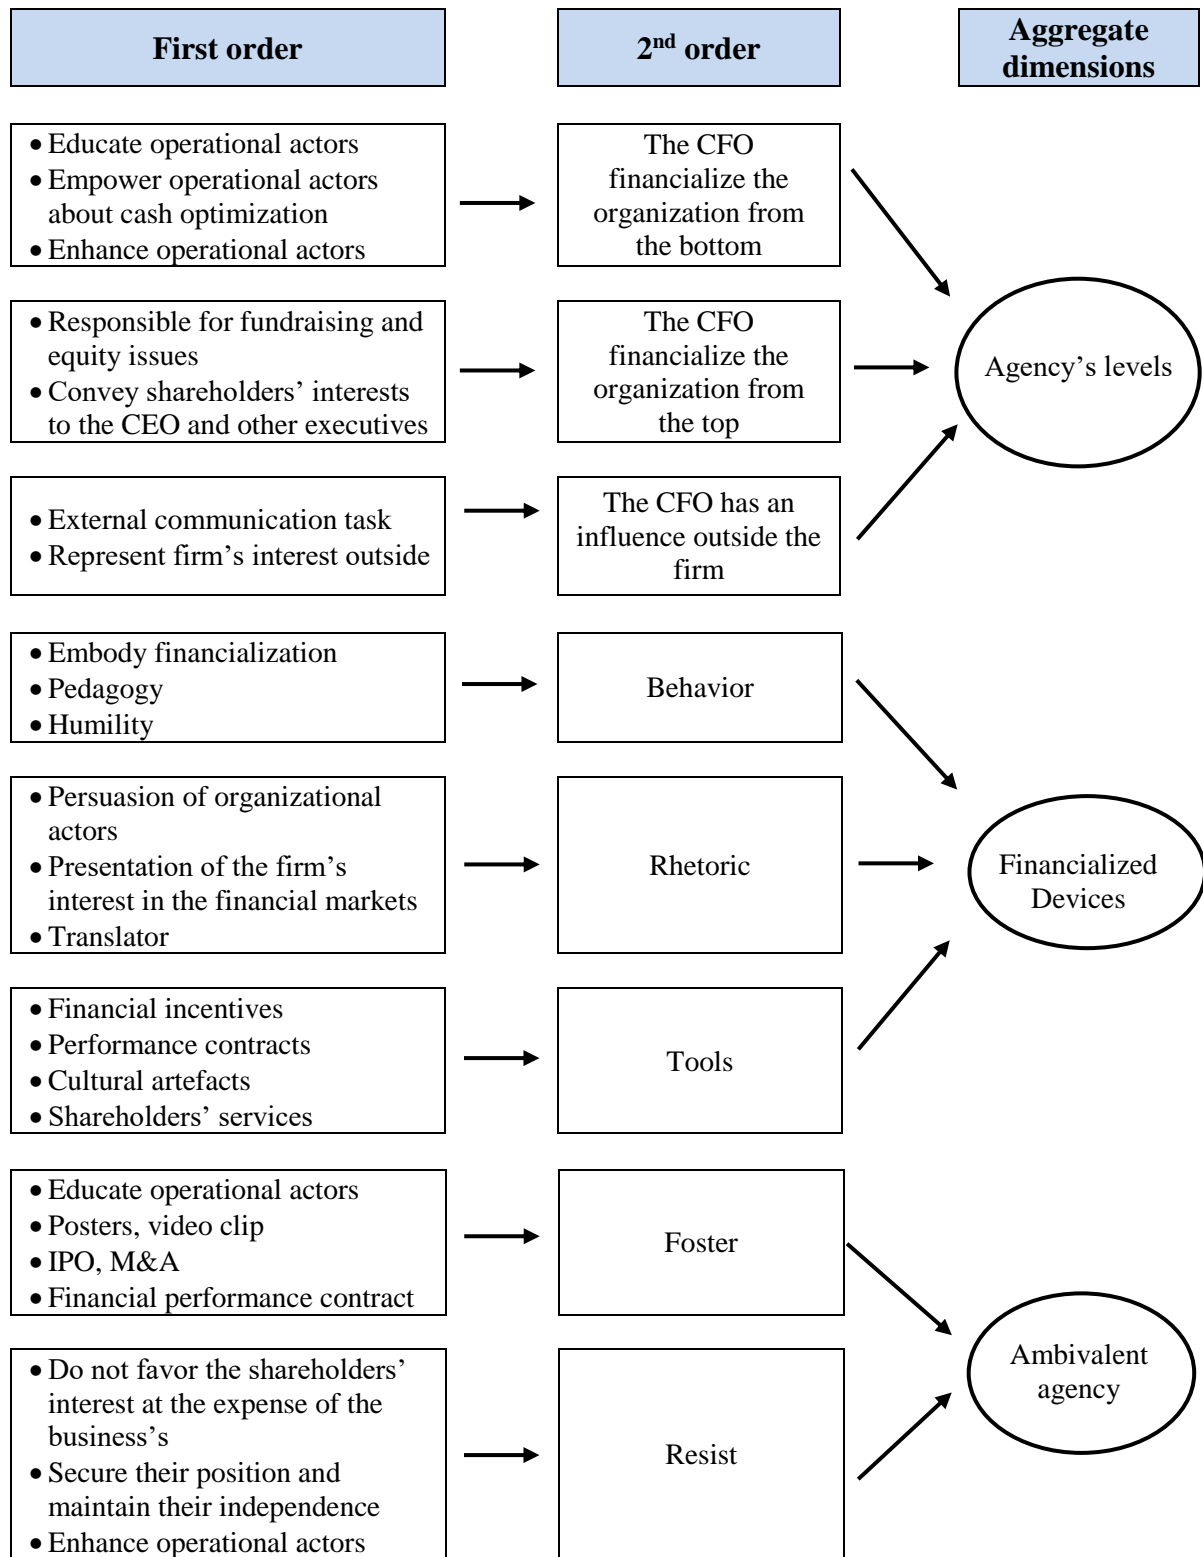 First order
2nd order
Aggregate
dimensions
• Educate operational actors
• Empower operational actors
about cash optimization
• Enhance operational actors
The CFO
financialize the
organization from
the bottom
• Responsible for fundraising and
equity issues
• Convey shareholders’ interests
to the CEO and other executives
The CFO
financialize the
organization from
the top
Agency’s levels
• External communication task
• Represent firm’s interest outside
The CFO has an
influence outside the
firm
• Embody financialization
• Pedagogy
• Humility
Behavior
• Persuasion of organizational
actors
• Presentation of the firm’s
interest in the financial markets
• Translator
Rhetoric
Financialized
Devices
• Financial incentives
• Performance contracts
• Cultural artefacts
• Shareholders’ services
Tools
• Educate operational actors
• Posters, video clip
• IPO, M&A
• Financial performance contract
Foster
• Do not favor the shareholders’
interest at the expense of the
business’s
• Secure their position and
maintain their independence
• Enhance operational actors
Resist
Ambivalent
agency